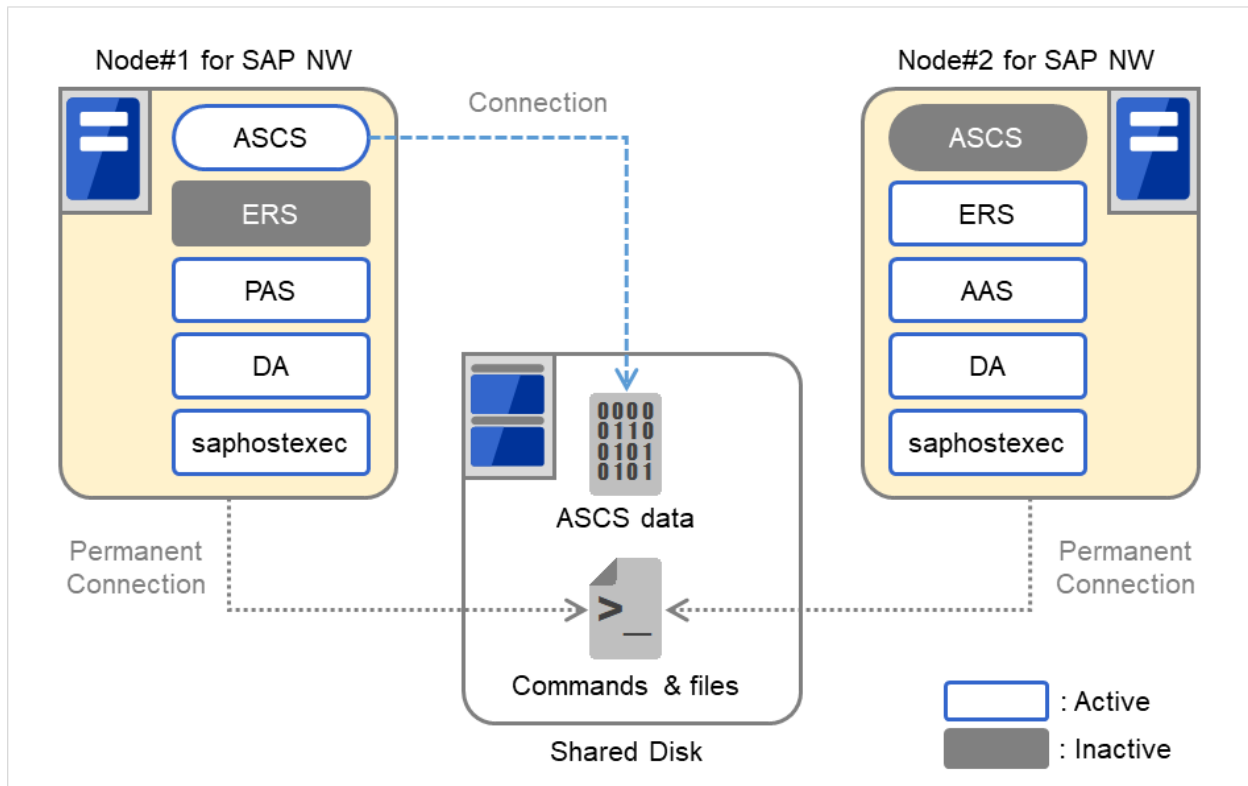 Node#1 for SAP NW
ASCS
ERS
PAS
DA
saphostexec
Connection
Node#2 for SAP NW
ASCS
ERS
AAS
DA
saphostexec
0000
0110
0101
0101
ASCS data
Permanent
Connection
>_
Commands & files
Permanent
Connection
Shared Disk
: Active
: Inactive